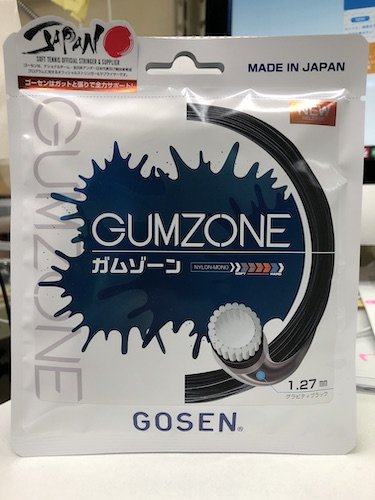 JAPAN
SOFT TENNIS OFFICIAL STRINGER & SUPPLIER
ゴーセンはガットと張りで全力サポート!
MADE IN JAPAN
NEW
GUMZONE
GUMZONE
ガムゾーン
NYLON-MONO
SOFT HARD
1.27mm
グラビティブラック
GOSEN®